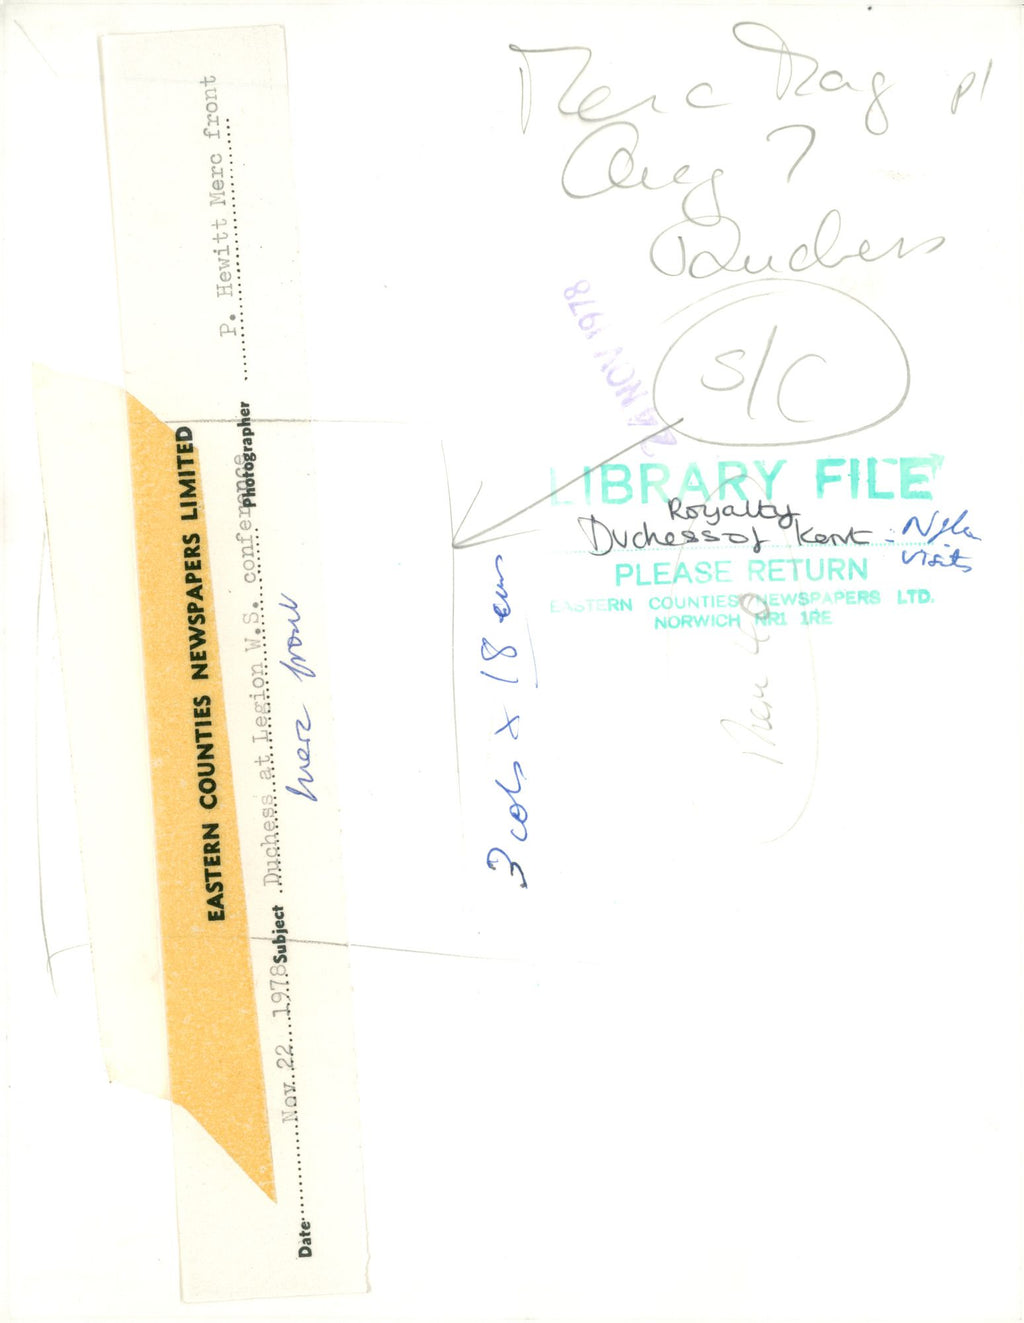 Merc Mag p1
Aug 7
Duchess
S/C
24 NOV 1978
LIBRARY FILE
Royalty
Duchess of Kent - Nflk
visits
PLEASE RETURN
EASTERN COUNTIES NEWSPAPERS LTD.
NORWICH NR1 1RE
3 cols x 18 ems
EASTERN COUNTIES NEWSPAPERS LIMITED
Date Nov. 22 1978 Subject Duchess at Legion W.S. conference Photographer P. Hewitt Merc front
Merc front